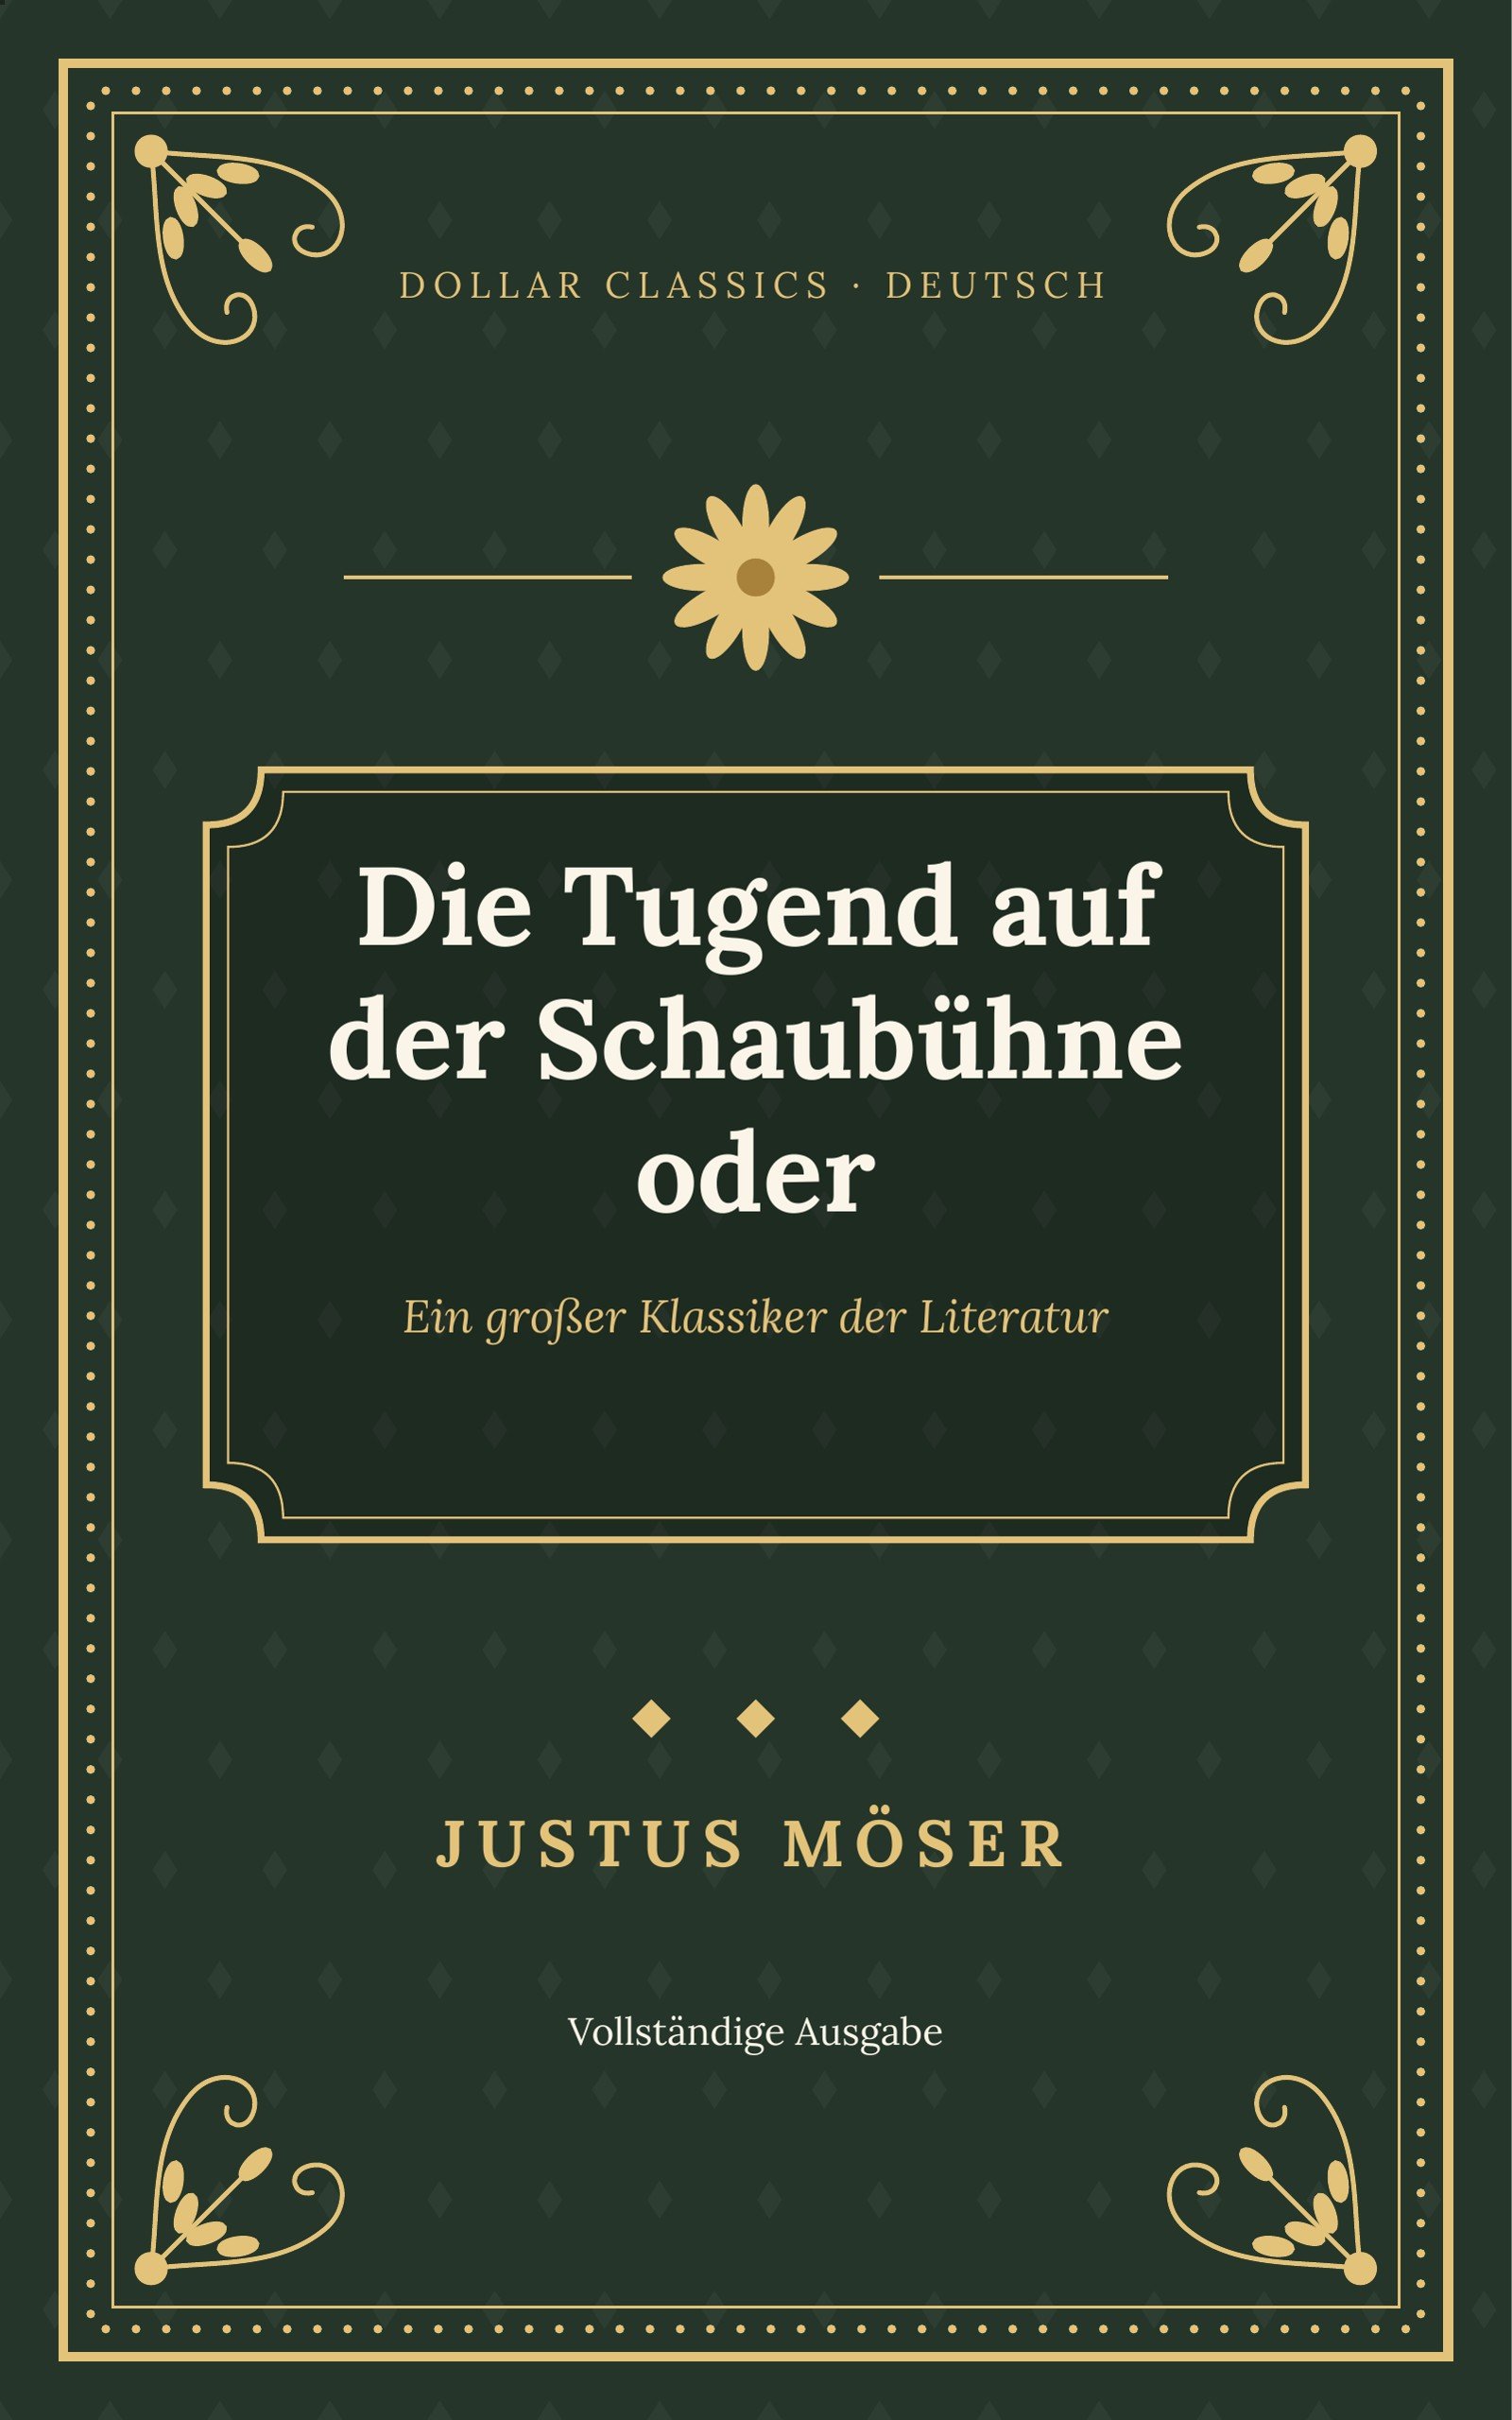 DOLLAR CLASSICS · DEUTSCH
Die Tugend auf
der Schaubühne
oder
Ein großer Klassiker der Literatur
JUSTUS MÖSER
Vollständige Ausgabe